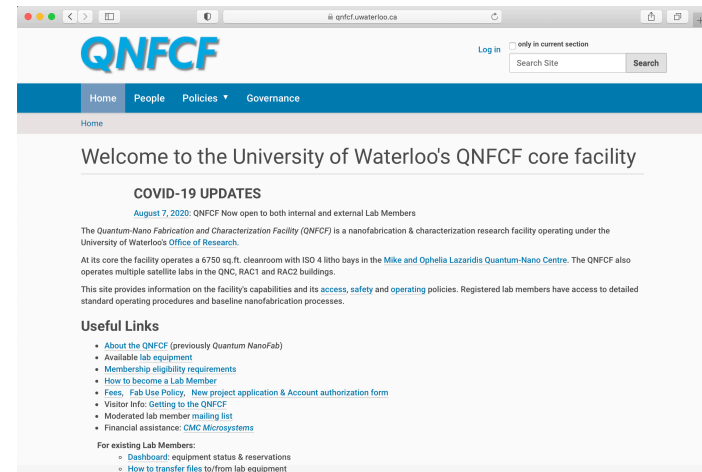 qnfcf.uwaterloo.ca
QNFCF
Log in
only in current section
Search Site
Search
Home People Policies ▼ Governance
Home
Welcome to the University of Waterloo's QNFCF core facility
COVID-19 UPDATES
August 7, 2020: QNFCF Now open to both internal and external Lab Members
The Quantum-Nano Fabrication and Characterization Facility (QNFCF) is a nanofabrication & characterization research facility operating under the
University of Waterloo's Office of Research.
At its core the facility operates a 6750 sq.ft. cleanroom with ISO 4 litho bays in the Mike and Ophelia Lazaridis Quantum-Nano Centre. The QNFCF also
operates multiple satellite labs in the QNC, RAC1 and RAC2 buildings.
This site provides information on the facility's capabilities and its access, safety and operating policies. Registered lab members have access to detailed
standard operating procedures and baseline nanofabrication processes.
Useful Links
• About the QNFCF (previously Quantum NanoFab)
• Available lab equipment
• Membership eligibility requirements
• How to become a Lab Member
• Fees, Fab Use Policy, New project application & Account authorization form
• Visitor Info: Getting to the QNFCF
• Moderated lab member mailing list
• Financial assistance: CMC Microsystems
For existing Lab Members:
○ Dashboard: equipment status & reservations
○ How to transfer files to/from lab equipment